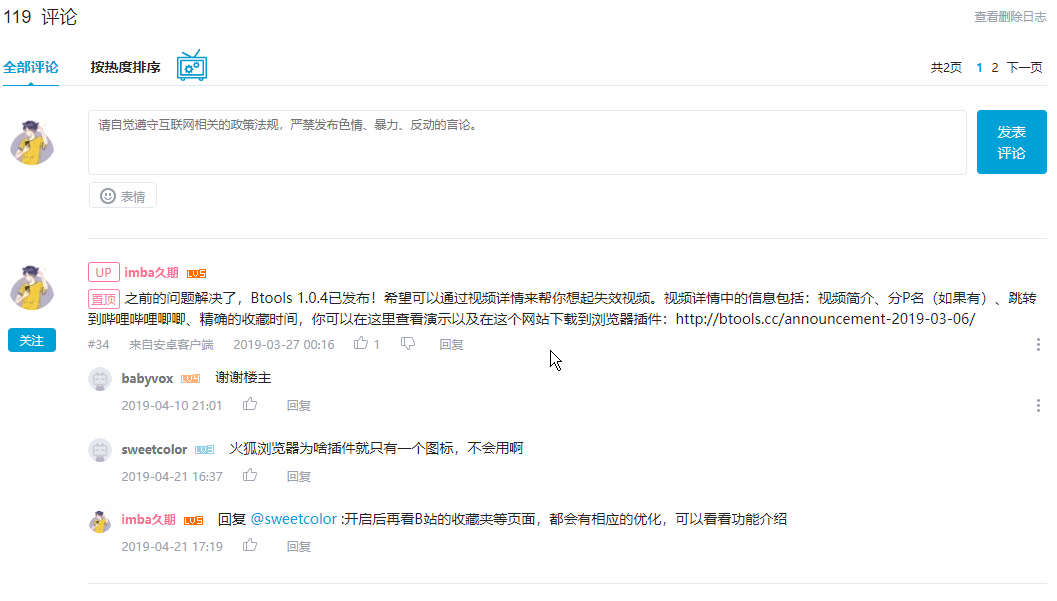 119 评论
查看删除日志
全部评论 按热度排序
共2页 1 2 下一页
请自觉遵守互联网相关的政策法规，严禁发布色情、暴力、反动的言论。
发表
评论
表情
UP imba久期 LV5
置顶 之前的问题解决了，Btools 1.0.4已发布！希望可以通过视频详情来帮你想起失效视频。视频详情中的信息包括：视频简介、分P名（如果有）、跳转
到哔哩哔哩唧唧、精确的收藏时间，你可以在这里查看演示以及在这个网站下载到浏览器插件：http://btools.cc/announcement-2019-03-06/
关注
#34 来自安卓客户端 2019-03-27 00:16 1 回复
babyvox LV4 谢谢楼主
2019-04-10 21:01 回复
sweetcolor LV3 火狐浏览器为啥插件就只有一个图标，不会用啊
2019-04-21 16:37 回复
imba久期 LV5 回复 @sweetcolor :开启后再看B站的收藏夹等页面，都会有相应的优化，可以看看功能介绍
2019-04-21 17:19 回复